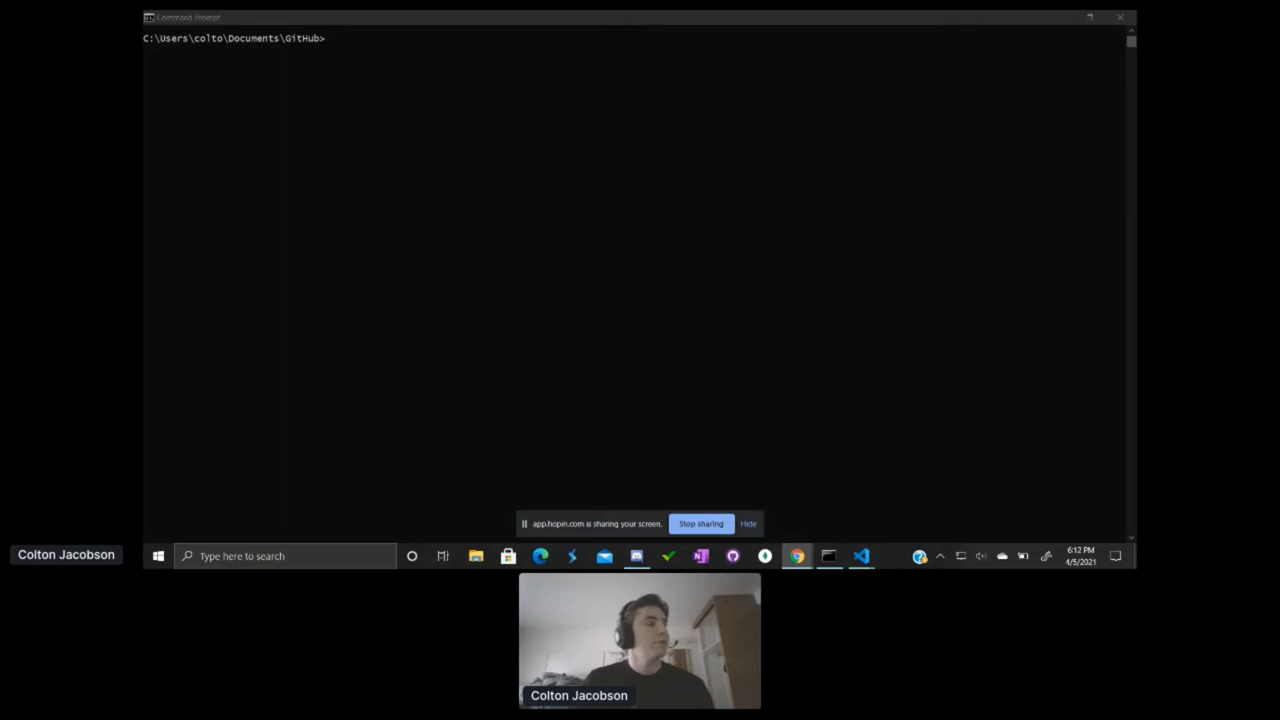 Command Prompt
C:\Users\colto\Documents\GitHub>
app.hopin.com is sharing your screen.
Stop sharing
Hide
Colton Jacobson
Type here to search
6:12 PM
4/5/2021
Colton Jacobson